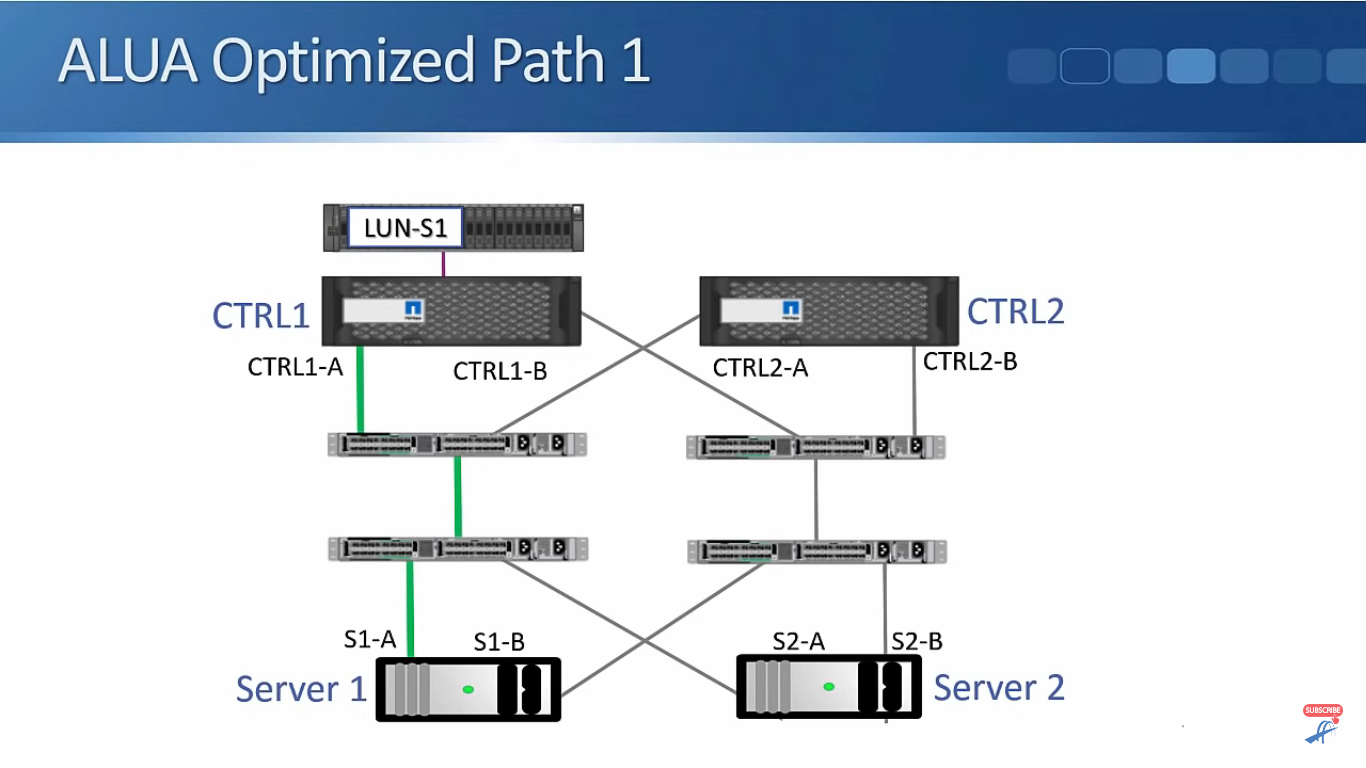 ALUA Optimized Path 1
LUN-S1
CTRL1
CTRL2
CTRL1-A
CTRL1-B
CTRL2-A
CTRL2-B
S1-A
S1-B
S2-A
S2-B
Server 1
Server 2
SUBSCRIBE